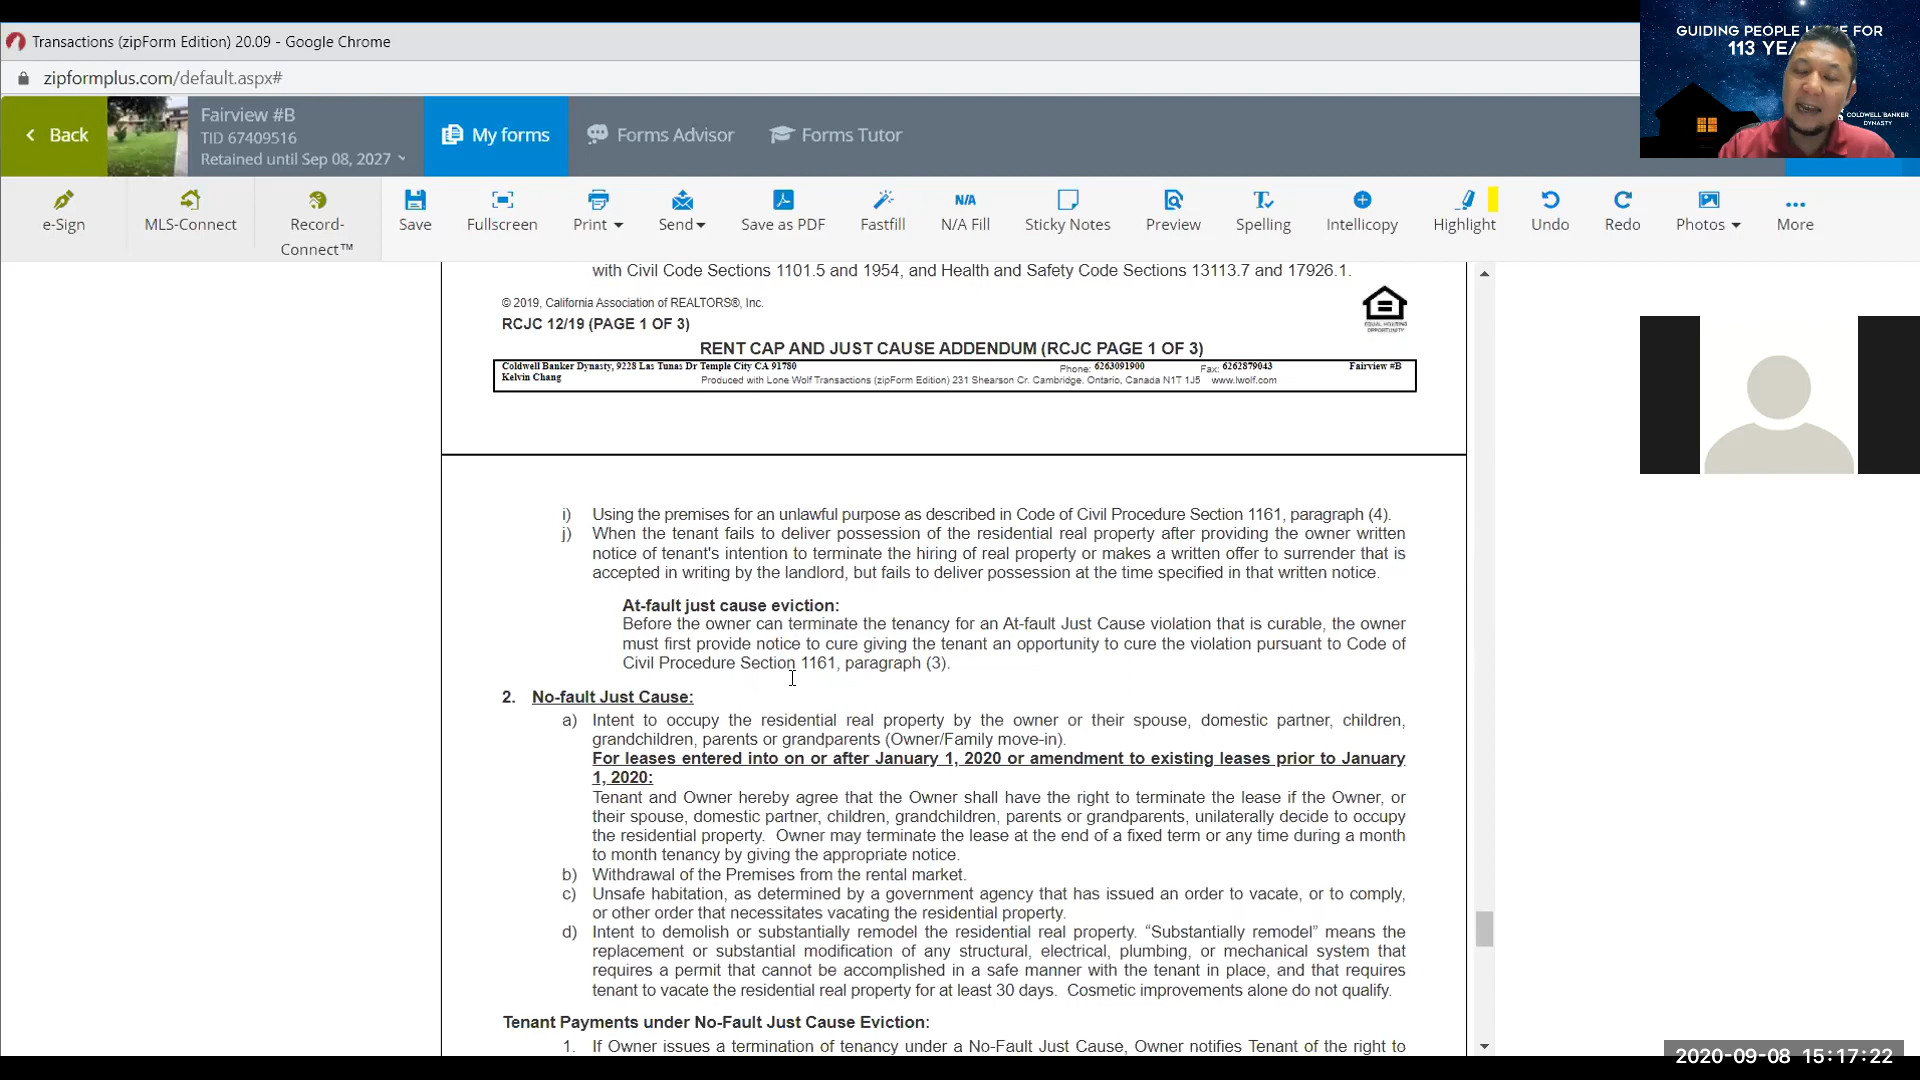 Transactions (zipForm Edition) 20.09 - Google Chrome
zipformplus.com/default.aspx#
Back
Fairview #B
TID 67409516
Retained until Sep 08, 2027
My forms
Forms Advisor
Forms Tutor
GUIDING PEOPLE FOR
113
COLDWELL BANKER
DYNASTY
e-Sign
MLS-Connect
Record-
Connect™
Save
Fullscreen
Print
Send
Save as PDF
Fastfill
N/A
N/A Fill
Sticky Notes
Preview
Spelling
Intellicopy
Highlight
Undo
Redo
Photos
More
with Civil Code Sections 1101.5 and 1954, and Health and Safety Code Sections 13113.7 and 17926.1.
© 2019, California Association of REALTORS®, Inc.
RCJC 12/19 (PAGE 1 OF 3)
EQUAL HOUSING
OPPORTUNITY
RENT CAP AND JUST CAUSE ADDENDUM (RCJC PAGE 1 OF 3)
Coldwell Banker Dynasty, 9228 Las Tunas Dr Temple City CA 91780 Phone: 6263091900 Fax: 6262879043 Fairview #B
Kelvin Chang Produced with Lone Wolf Transactions (zipForm Edition) 231 Shearson Cr. Cambridge, Ontario, Canada N1T 1J5 www.lwolf.com
i) Using the premises for an unlawful purpose as described in Code of Civil Procedure Section 1161, paragraph (4).
j) When the tenant fails to deliver possession of the residential real property after providing the owner written
notice of tenant's intention to terminate the hiring of real property or makes a written offer to surrender that is
accepted in writing by the landlord, but fails to deliver possession at the time specified in that written notice.
At-fault just cause eviction:
Before the owner can terminate the tenancy for an At-fault Just Cause violation that is curable, the owner
must first provide notice to cure giving the tenant an opportunity to cure the violation pursuant to Code of
Civil Procedure Section 1161, paragraph (3).
2. No-fault Just Cause:
a) Intent to occupy the residential real property by the owner or their spouse, domestic partner, children,
grandchildren, parents or grandparents (Owner/Family move-in).
For leases entered into on or after January 1, 2020 or amendment to existing leases prior to January
1, 2020:
Tenant and Owner hereby agree that the Owner shall have the right to terminate the lease if the Owner, or
their spouse, domestic partner, children, grandchildren, parents or grandparents, unilaterally decide to occupy
the residential property. Owner may terminate the lease at the end of a fixed term or any time during a month
to month tenancy by giving the appropriate notice.
b) Withdrawal of the Premises from the rental market.
c) Unsafe habitation, as determined by a government agency that has issued an order to vacate, or to comply,
or other order that necessitates vacating the residential property.
d) Intent to demolish or substantially remodel the residential real property. “Substantially remodel” means the
replacement or substantial modification of any structural, electrical, plumbing, or mechanical system that
requires a permit that cannot be accomplished in a safe manner with the tenant in place, and that requires
tenant to vacate the residential real property for at least 30 days. Cosmetic improvements alone do not qualify.
Tenant Payments under No-Fault Just Cause Eviction:
1. If Owner issues a termination of tenancy under a No-Fault Just Cause, Owner notifies Tenant of the right to
2020-09-08 15:17:22